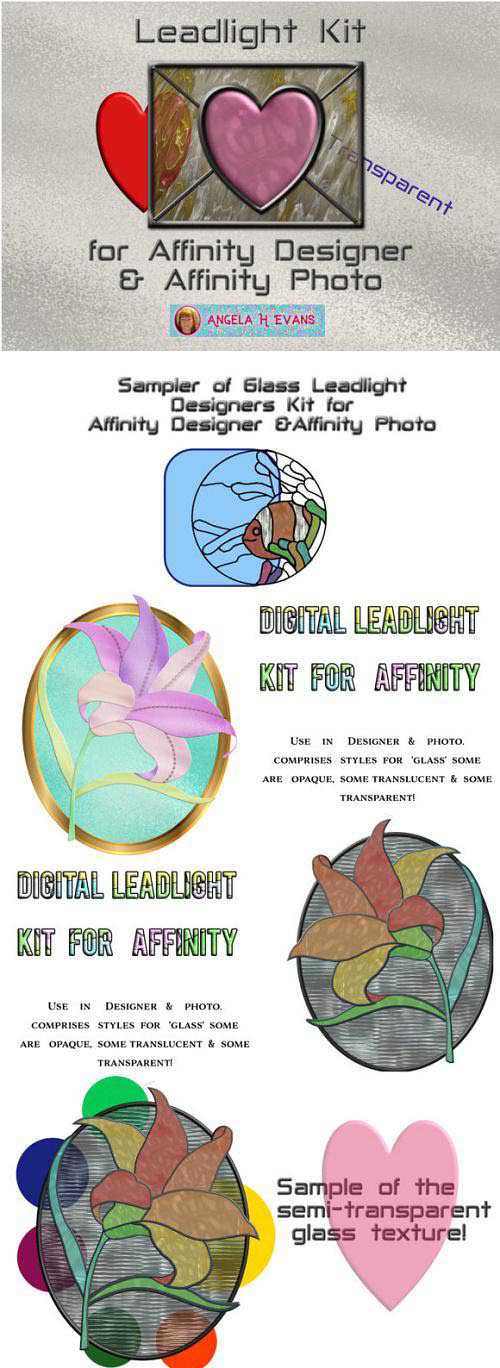 Leadlight Kit
Transparent
for Affinity Designer
& Affinity Photo
ANGELA H EVANS
Sampler of Glass Leadlight
Designers Kit for
Affinity Designer &Affinity Photo
DIGITAL LEADLIGHT
KIT FOR AFFINITY
Use in Designer & photo.
comprises styles for 'glass' some
are opaque, some translucent & some
transparent!
DIGITAL LEADLIGHT
KIT FOR AFFINITY
Use in Designer & photo.
comprises styles for 'glass' some
are opaque, some translucent & some
transparent!
Sample of the
semi-transparent
glass texture!